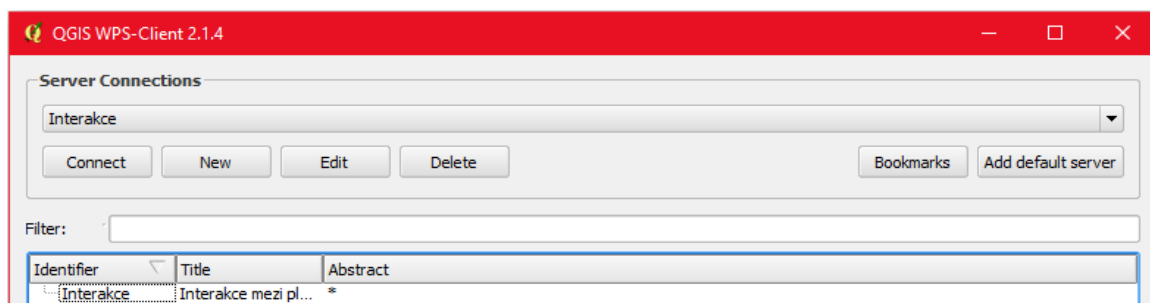 QGIS WPS-Client 2.1.4
Server Connections
Interakce
Connect New Edit Delete Bookmarks Add default server
Filter:
Identifier Title Abstract
Interakce Interakce mezi pl... *